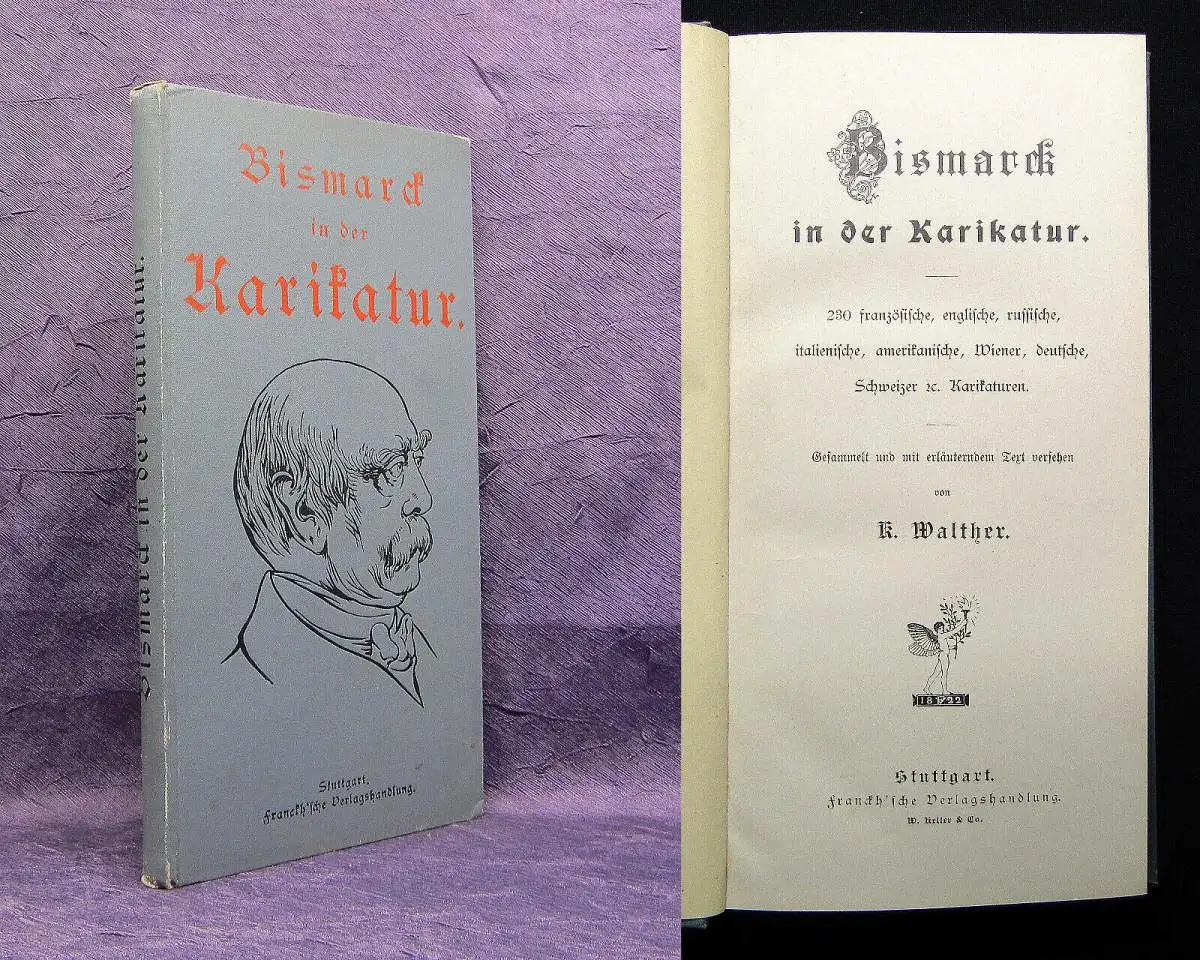 Bismarck
in der
Karikatur.
Stuttgart.
Franckh'sche Verlagshandlung.
Bismarck in der Karikatur.
Bismarck
in der Karikatur.
230 französische, englische, russische,
italienische, amerikanische, Wiener, deutsche,
Schweizer ꝛc. Karikaturen.
Gesammelt und mit erläuterndem Text versehen
von
K. Walther.
1822
Stuttgart.
Franckh'sche Verlagshandlung.
W. Keller & Co.